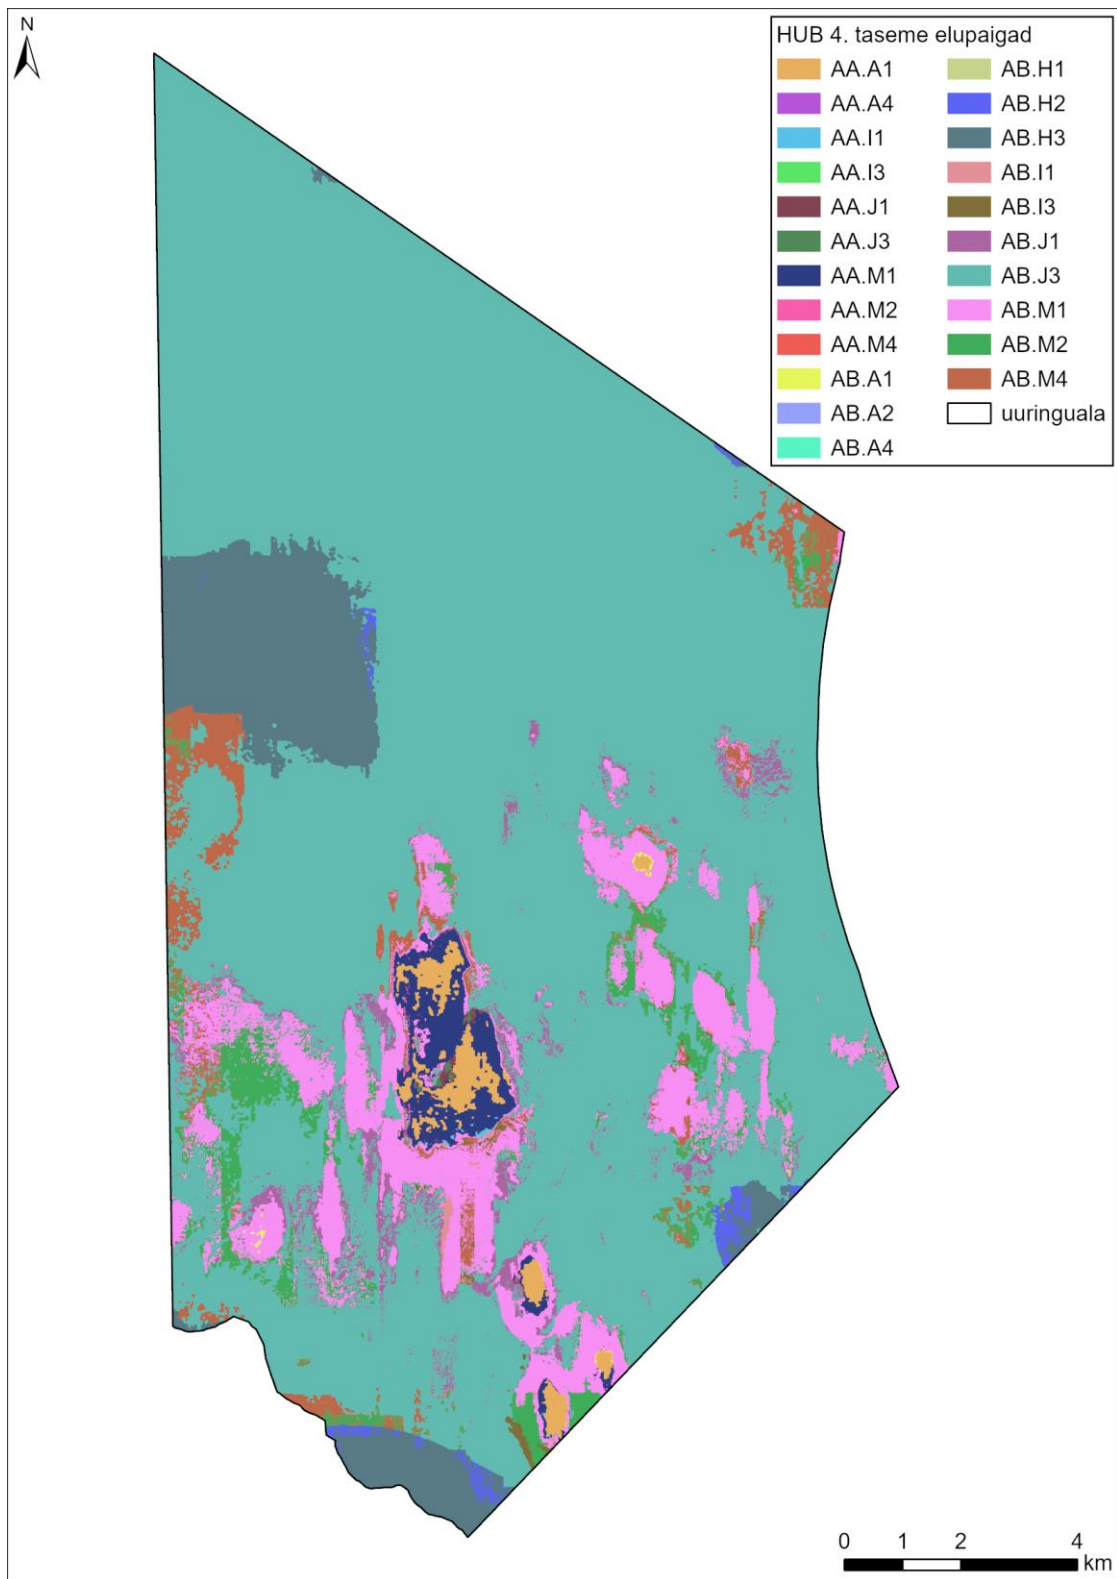 N
HUB 4. taseme elupaigad
AA.A1
AA.A4
AA.I1
AA.I3
AA.J1
AA.J3
AA.M1
AA.M2
AA.M4
AB.A1
AB.A2
AB.A4
AB.H1
AB.H2
AB.H3
AB.I1
AB.I3
AB.J1
AB.J3
AB.M1
AB.M2
AB.M4
uuringuala
0 1 2 4
km